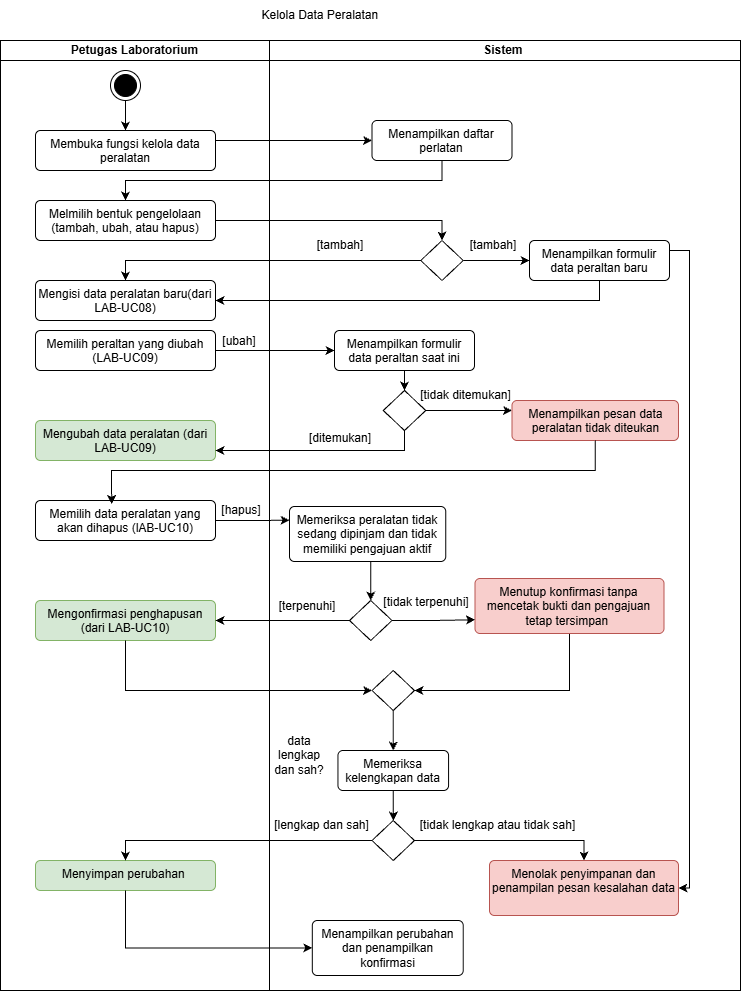 Kelola Data Peralatan
Petugas Laboratorium
Sistem
Membuka fungsi kelola data
peralatan
Menampilkan daftar
perlatan
Melmilih bentuk pengelolaan
(tambah, ubah, atau hapus)
[tambah]
[tambah]
Menampilkan formulir
data peraltan baru
Mengisi data peralatan baru(dari
LAB-UC08)
Memilih peraltan yang diubah
(LAB-UC09)
[ubah]
Menampilkan formulir
data peraltan saat ini
[tidak ditemukan]
Menampilkan pesan data
peralatan tidak diteukan
Mengubah data peralatan (dari
LAB-UC09)
[ditemukan]
Memilih data peralatan yang
akan dihapus (lAB-UC10)
[hapus]
Memeriksa peralatan tidak
sedang dipinjam dan tidak
memiliki pengajuan aktif
Mengonfirmasi penghapusan
(dari LAB-UC10)
[terpenuhi]
[tidak terpenuhi]
Menutup konfirmasi tanpa
mencetak bukti dan pengajuan
tetap tersimpan
data
lengkap
dan sah?
Memeriksa
kelengkapan data
[lengkap dan sah]
[tidak lengkap atau tidak sah]
Menyimpan perubahan
Menolak penyimpanan dan
penampilan pesan kesalahan data
Menampilkan perubahan
dan penampilkan
konfirmasi